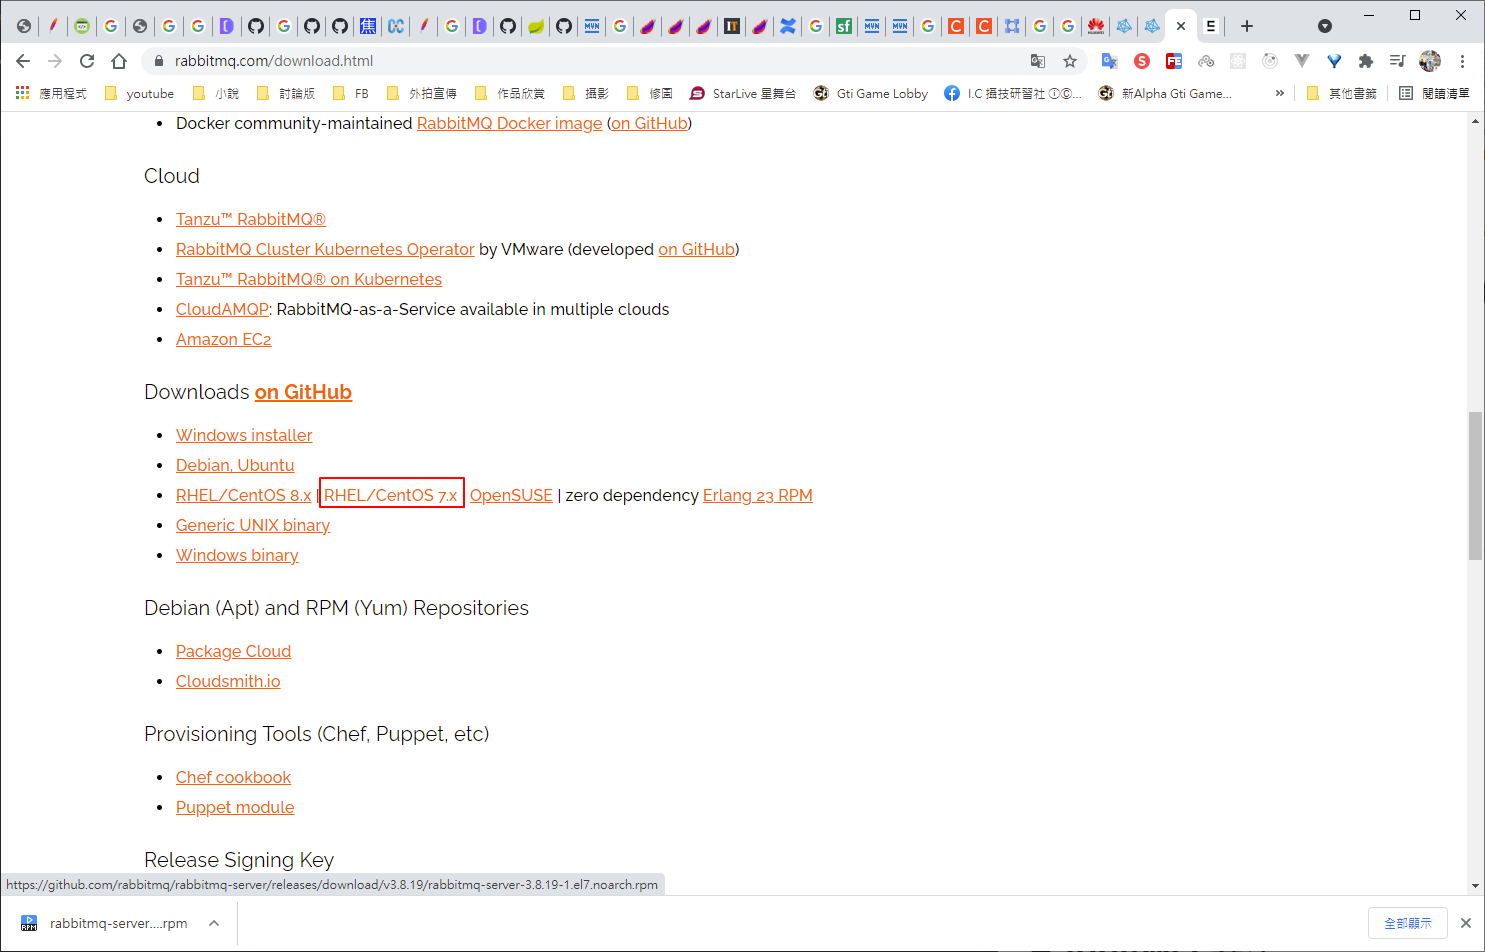 rabbitmq.com/download.html
應用程式 youtube 小說 討論版 FB 外拍宣傳 作品欣賞 攝影 修圖 StarLive 星舞台 Gti Game Lobby I.C 攝技研習社 ①Ⓒ... 新Alpha Gti Game... » 其他書籤 閱讀清單
• Docker community-maintained RabbitMQ Docker image (on GitHub)
Cloud
• Tanzu™ RabbitMQ®
• RabbitMQ Cluster Kubernetes Operator by VMware (developed on GitHub)
• Tanzu™ RabbitMQ® on Kubernetes
• CloudAMQP: RabbitMQ-as-a-Service available in multiple clouds
• Amazon EC2
Downloads on GitHub
• Windows installer
• Debian, Ubuntu
• RHEL/CentOS 8.x | RHEL/CentOS 7.x OpenSUSE | zero dependency Erlang 23 RPM
• Generic UNIX binary
• Windows binary
Debian (Apt) and RPM (Yum) Repositories
• Package Cloud
• Cloudsmith.io
Provisioning Tools (Chef, Puppet, etc)
• Chef cookbook
• Puppet module
Release Signing Key
https://github.com/rabbitmq/rabbitmq-server/releases/download/v3.8.19/rabbitmq-server-3.8.19-1.el7.noarch.rpm
rabbitmq-server....rpm 全部顯示